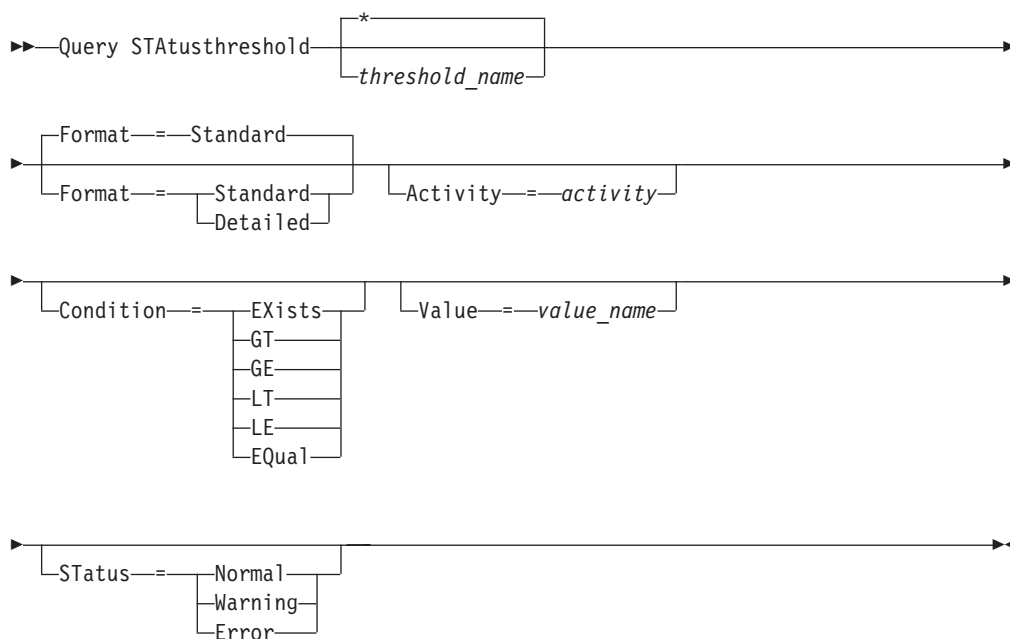 *
Query STAtusthreshold
threshold_name
Format = Standard
Format = Standard
Detailed
Activity = activity
Condition = EXists
GT
GE
LT
LE
EQual
Value = value_name
STatus = Normal
Warning
Error